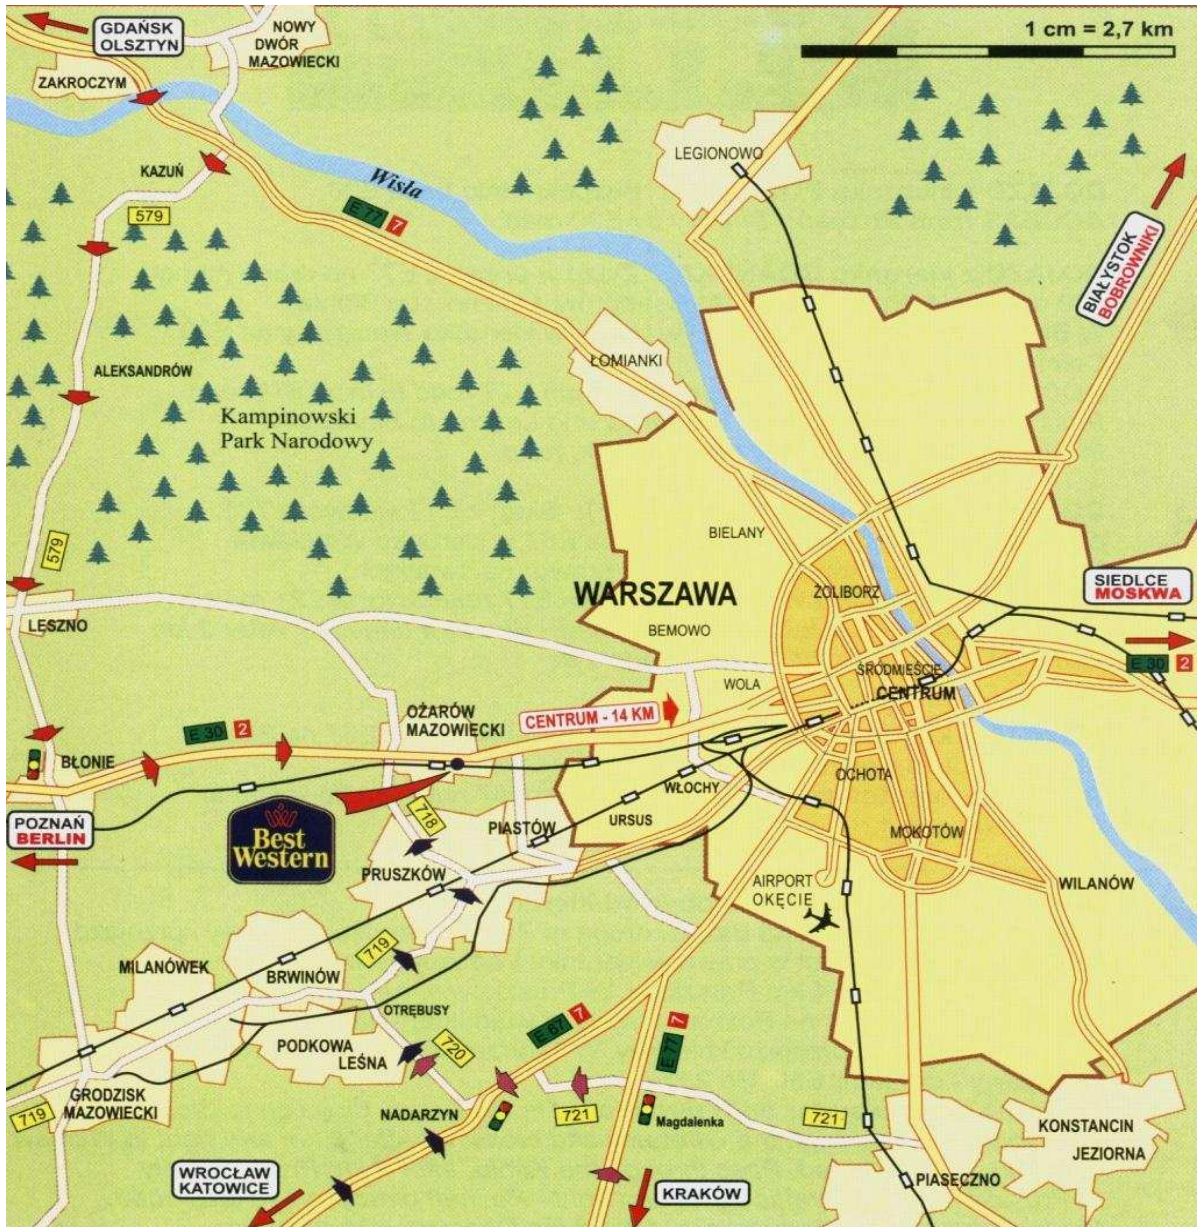 GDAŃSK
OLSZTYN
NOWY
DWÓR
MAZOWIECKI
1 cm = 2,7 km
ZAKROCZYM
LEGIONOWO
KAZUŃ
Wisła
579
E 77 7
BIAŁYSTOK
BOBROWNIKI
ŁOMIANKI
ALEKSANDRÓW
Kampinowski
Park Narodowy
BIELANY
579
WARSZAWA
ŻOLIBORZ
SIEDLCE
MOSKWA
LESZNO
BEMOWO
E 30 2
ŚRÓDMIEŚCIE
WOLA
CENTRUM
OŻARÓW
MAZOWIECKI
CENTRUM - 14 KM
E 30 2
BŁONIE
OCHOTA
WŁOCHY
POZNAŃ
BERLIN
Best
Western
718
PIASTÓW
URSUS
MOKOTÓW
PRUSZKÓW
AIRPORT
OKĘCIE
WILANÓW
719
MILANÓWEK
BRWINÓW
OTRĘBUSY
E 67 7
E 77 7
PODKOWA
LEŚNA
720
GRODZISK
MAZOWIECKI
719
NADARZYN
721
Magdalenka
721
KONSTANCIN
JEZIORNA
WROCŁAW
KATOWICE
KRAKÓW
PIASECZNO